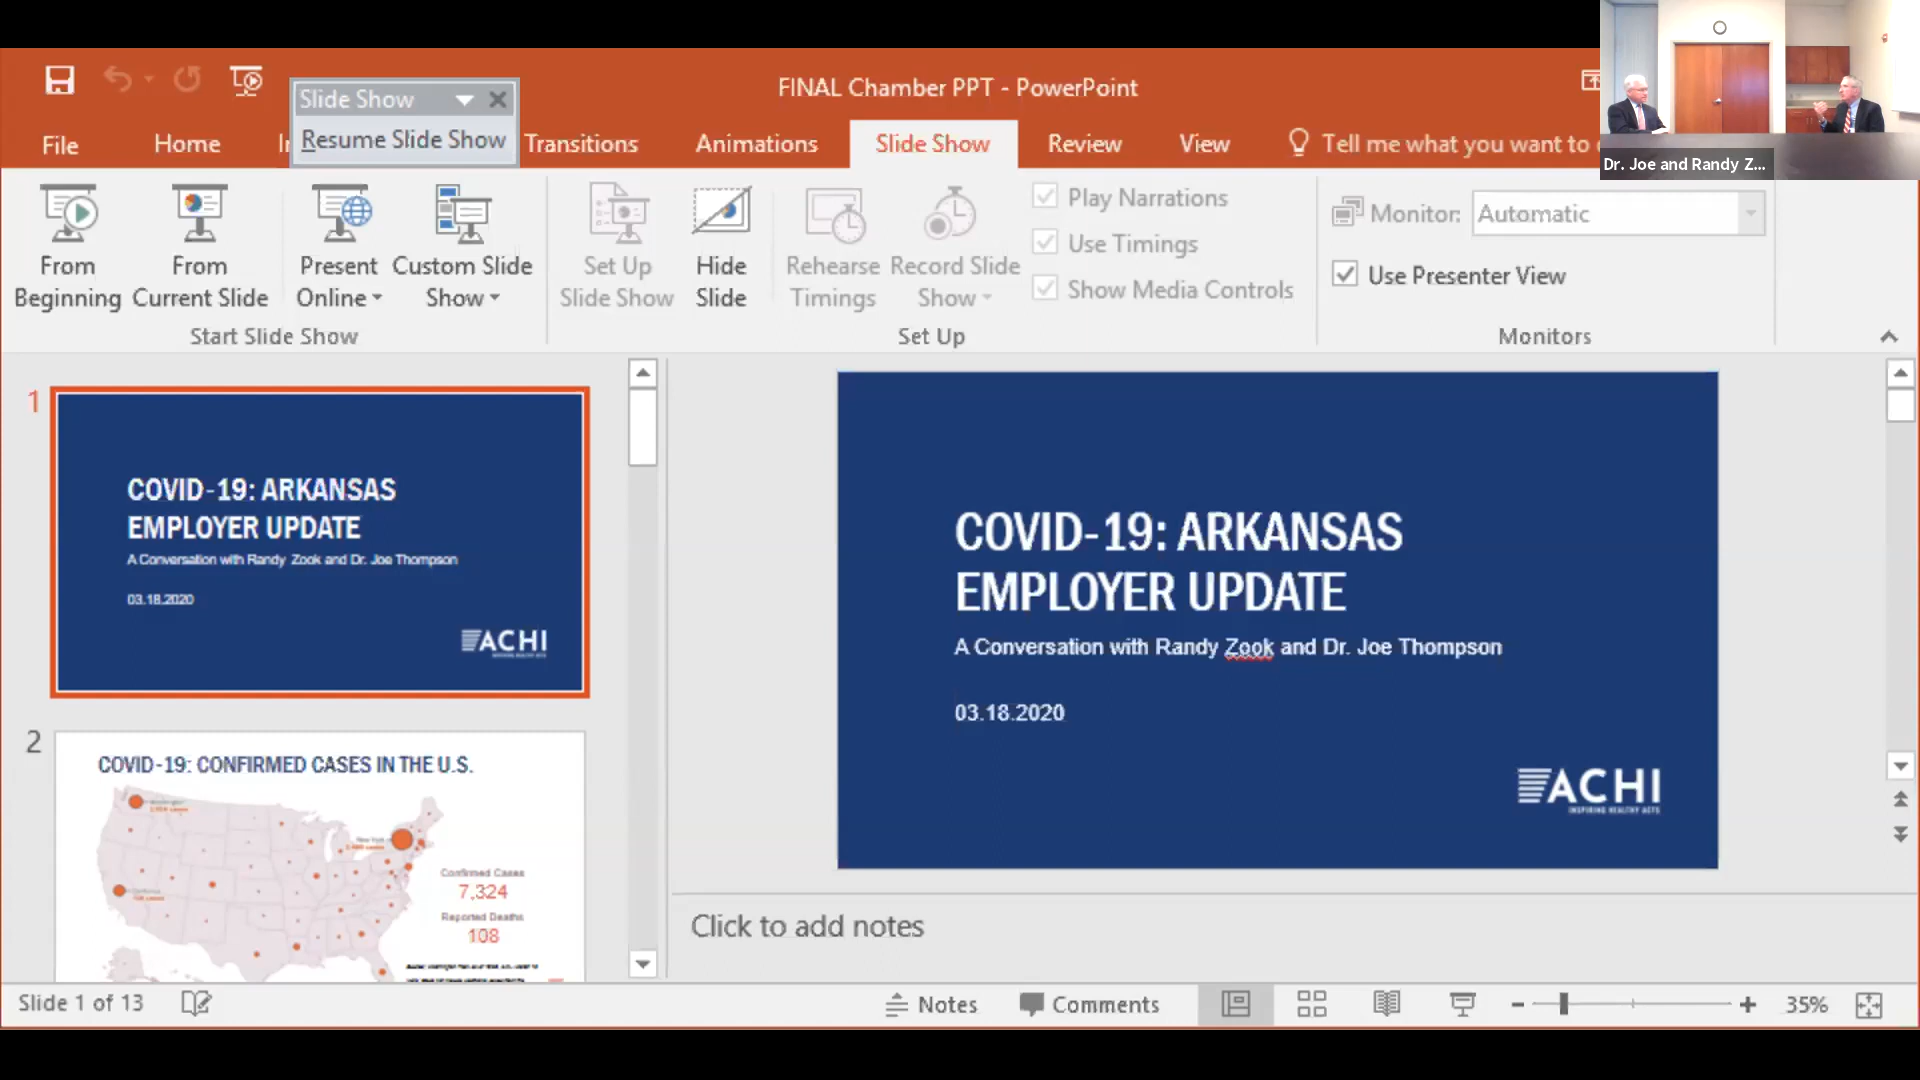 FINAL Chamber PPT - PowerPoint
Slide Show
Resume Slide Show
File
Home
Transitions
Animations
Slide Show
Review
View
Tell me what you want to
Dr. Joe and Randy Z...
From Beginning
From Current Slide
Present Online
Custom Slide Show
Start Slide Show
Set Up Slide Show
Hide Slide
Rehearse Timings
Record Slide Show
Play Narrations
Use Timings
Show Media Controls
Set Up
Monitor:
Automatic
Use Presenter View
Monitors
1
COVID-19: ARKANSAS
EMPLOYER UPDATE
A Conversation with Randy Zook and Dr. Joe Thompson
03.18.2020
ACHI
2
COVID-19: CONFIRMED CASES IN THE U.S.
Confirmed Cases
7,324
Reported Deaths
108
COVID-19: ARKANSAS
EMPLOYER UPDATE
A Conversation with Randy Zook and Dr. Joe Thompson
03.18.2020
ACHI
INSPIRING HEALTHY ACTS
Click to add notes
Slide 1 of 13
Notes
Comments
35%